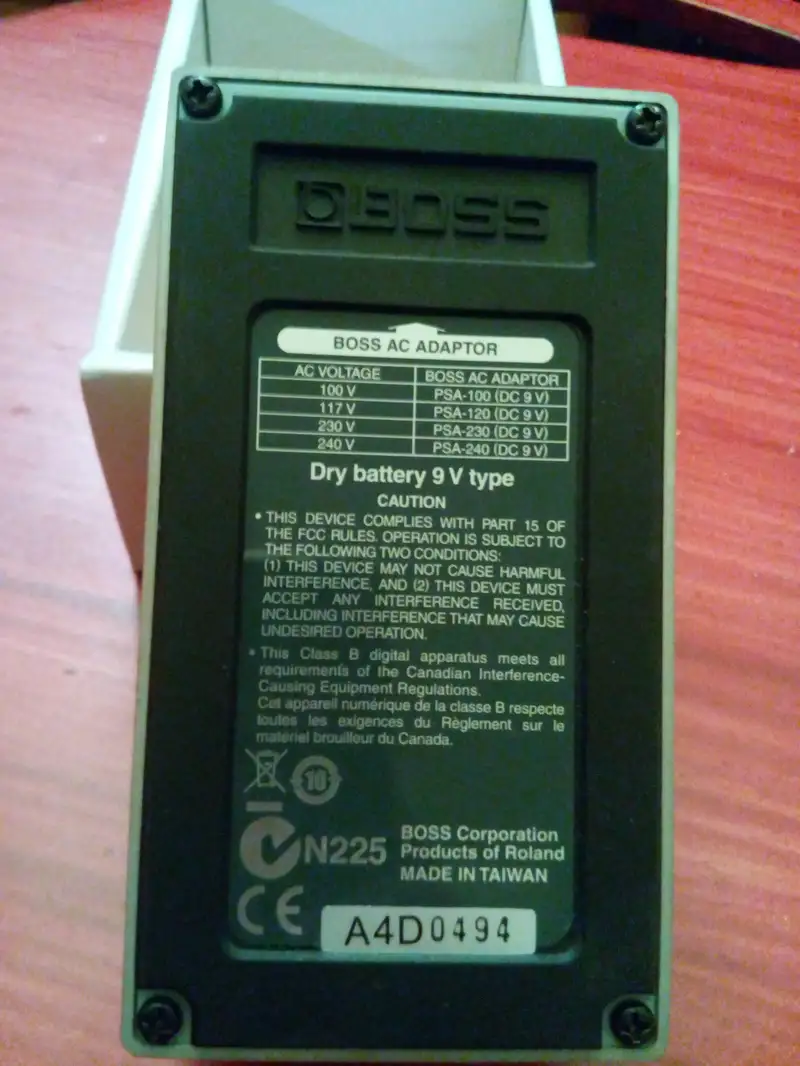 BOSS
BOSS AC ADAPTOR
AC VOLTAGE BOSS AC ADAPTOR
100 V PSA-100 (DC 9 V)
117 V PSA-120 (DC 9 V)
230 V PSA-230 (DC 9 V)
240 V PSA-240 (DC 9 V)
Dry battery 9 V type
CAUTION
• THIS DEVICE COMPLIES WITH PART 15 OF
THE FCC RULES. OPERATION IS SUBJECT TO
THE FOLLOWING TWO CONDITIONS:
(1) THIS DEVICE MAY NOT CAUSE HARMFUL
INTERFERENCE, AND (2) THIS DEVICE MUST
ACCEPT ANY INTERFERENCE RECEIVED,
INCLUDING INTERFERENCE THAT MAY CAUSE
UNDESIRED OPERATION.
• This Class B digital apparatus meets all
requirements of the Canadian Interference-
Causing Equipment Regulations.
Cet appareil numérique de la classe B respecte
toutes les exigences du Règlement sur le
matériel brouilleur du Canada.
10
N225
BOSS Corporation
Products of Roland
MADE IN TAIWAN
CE
A4D0494